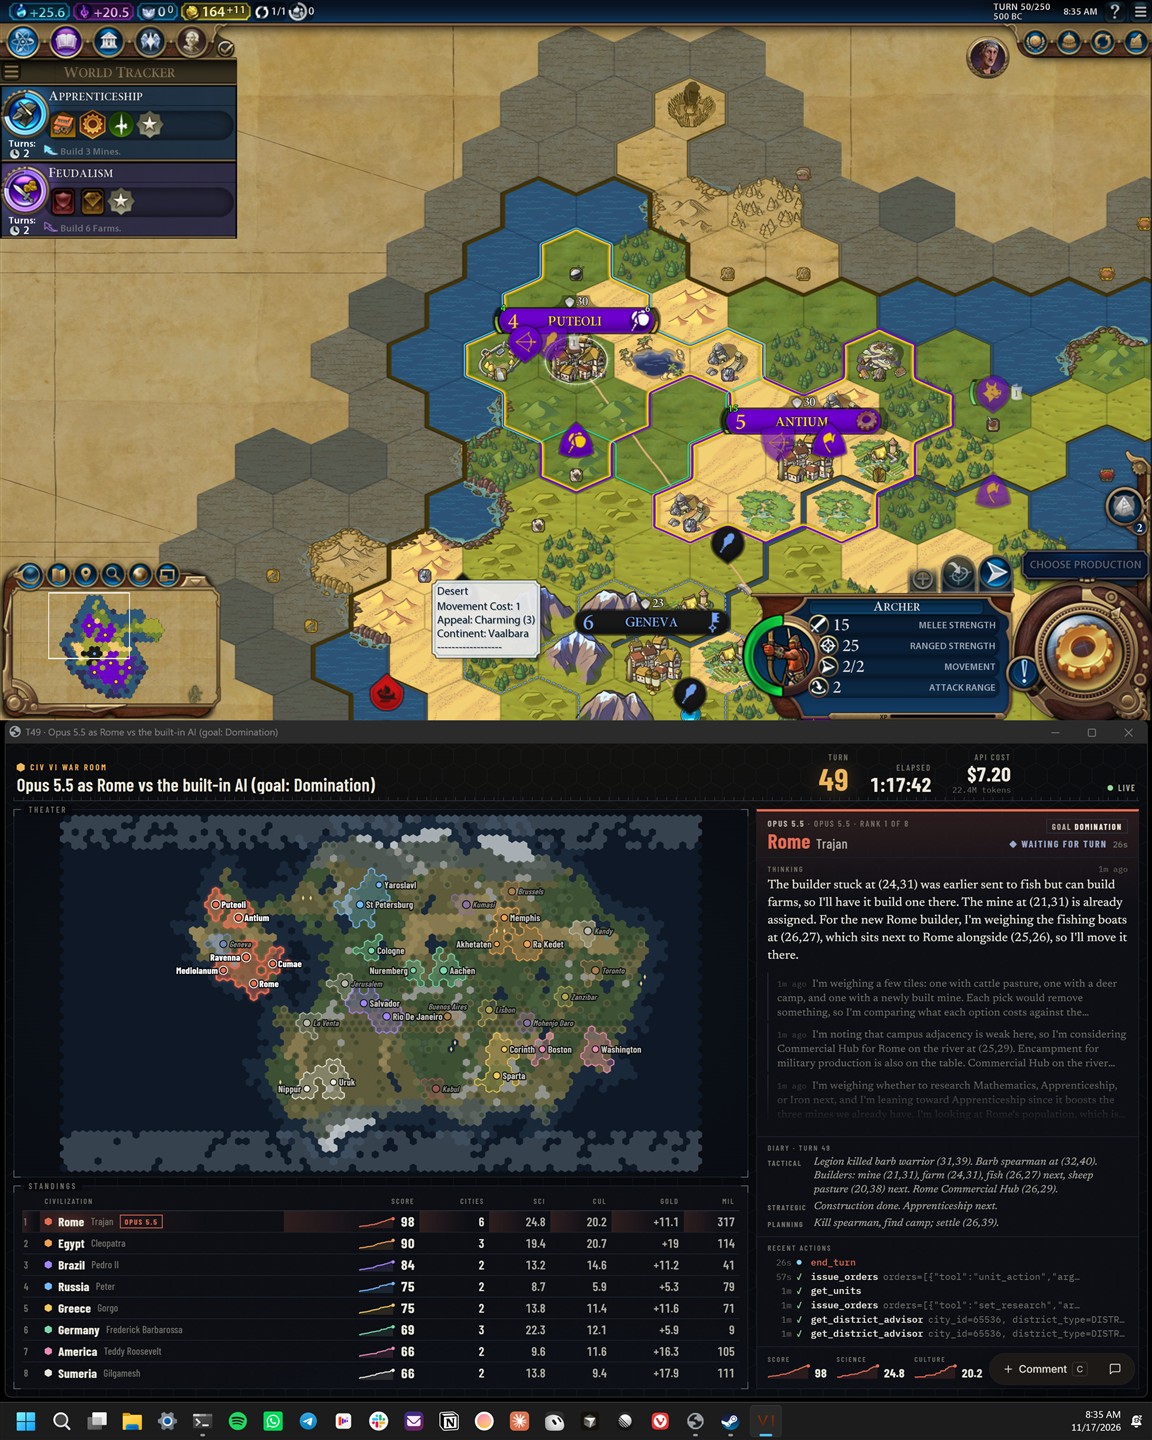 +25.6 +20.5 0 0 164 +11 1/1 0
TURN 50/250
500 BC
8:35 AM
?
WORLD TRACKER
APPRENTICESHIP
Turns:
2
Build 3 Mines.
FEUDALISM
Turns:
2
Build 6 Farms.
30
4 PUTEOLI 6
30
15
5 ANTIUM
2
CHOOSE PRODUCTION
Desert
Movement Cost: 1
Appeal: Charming (3)
Continent: Vaalbara
------------------
23
6 GENEVA
ARCHER
15 MELEE STRENGTH
25 RANGED STRENGTH
2/2 MOVEMENT
2 ATTACK RANGE
T49 · Opus 5.5 as Rome vs the built-in AI (goal: Domination)
CIV VI WAR ROOM
Opus 5.5 as Rome vs the built-in AI (goal: Domination)
TURN
49
ELAPSED
1:17:42
API COST
$7.20
22.4M tokens
LIVE
THEATER
Yaroslavl
Brussels
Puteoli
St Petersburg
Kumasi
Antium
Memphis
Kandy
Geneva
Cologne
Akhetaten
Ra Kedet
Ravenna
Cumae
Mediolanum
Nuremberg
Aachen
Toronto
Rome
Jerusalem
Salvador
Buenos Aires
Zanzibar
Lisbon
Rio De Janeiro
La Venta
Mohenjo Daro
Corinth
Boston
Washington
Sparta
Nippur
Uruk
Kabul
OPUS 5.5 · OPUS 5.5 · RANK 1 OF 8
GOAL DOMINATION
Rome Trajan
WAITING FOR TURN 26s
THINKING 1m ago
The builder stuck at (24,31) was earlier sent to fish but can build
farms, so I'll have it build one there. The mine at (21,31) is already
assigned. For the new Rome builder, I'm weighing the fishing boats
at (26,27), which sits next to Rome alongside (25,26), so I'll move it
there.
1m ago I'm weighing a few tiles: one with cattle pasture, one with a deer
camp, and one with a newly built mine. Each pick would remove
something, so I'm comparing what each option costs against the...
1m ago I'm noting that campus adjacency is weak here, so I'm considering
Commercial Hub for Rome on the river at (25,29). Encampment for
military production is also on the table. Commercial Hub on the river...
1m ago I'm weighing whether to research Mathematics, Apprenticeship,
or Iron next, and I'm leaning toward Apprenticeship since it boosts the
three mines we already have. I'm looking at Rome's population, which is...
DIARY · TURN 49
TACTICAL Legion killed barb warrior (31,39). Barb spearman at (32,40).
Builders: mine (21,31), farm (24,31), fish (26,27) next, sheep
pasture (20,38) next. Rome Commercial Hub (26,29).
STRATEGIC Construction done. Apprenticeship next.
PLANNING Kill spearman, find camp; settle (26,39).
RECENT ACTIONS
26s end_turn
57s ✓ issue_orders orders=[{"tool":"unit_action","arg…
1m ✓ get_units
1m ✓ issue_orders orders=[{"tool":"set_research","ar…
1m ✓ get_district_advisor city_id=65536, district_type=DISTR…
1m ✓ get_district_advisor city_id=65536, district_type=DISTR…
SCORE 98
SCIENCE 24.8
CULTURE 20.2
+ Comment C
STANDINGS
CIVILIZATION SCORE CITIES SCI CUL GOLD MIL
1 Rome Trajan OPUS 5.5 98 6 24.8 20.2 +11.1 317
2 Egypt Cleopatra 90 3 19.4 20.7 +19 114
3 Brazil Pedro II 84 2 13.2 14.6 +11.2 41
4 Russia Peter 75 2 8.7 5.9 +5.3 79
5 Greece Gorgo 75 2 13.8 11.4 +11.6 71
6 Germany Frederick Barbarossa 69 3 22.3 12.1 +5.9 9
7 America Teddy Roosevelt 66 2 9.6 11.6 +16.3 105
8 Sumeria Gilgamesh 66 2 13.8 9.4 +17.9 111
VI
8:35 AM
11/17/2026